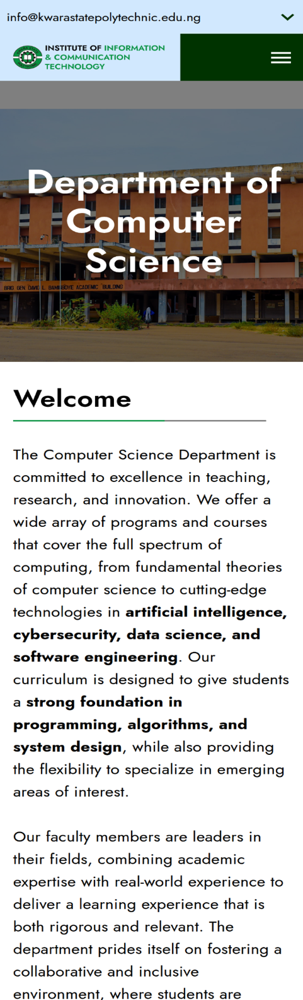 info@kwarastatepolytechnic.edu.ng
INSTITUTE OF INFORMATION
& COMMUNICATION
TECHNOLOGY
Department of
Computer
Science
BRIG. GEN. DAVID L. BAMIGBOYE ACADEMIC BUILDING
Welcome
The Computer Science Department is
committed to excellence in teaching,
research, and innovation. We offer a
wide array of programs and courses
that cover the full spectrum of
computing, from fundamental theories
of computer science to cutting-edge
technologies in artificial intelligence,
cybersecurity, data science, and
software engineering. Our
curriculum is designed to give students
a strong foundation in
programming, algorithms, and
system design, while also providing
the flexibility to specialize in emerging
areas of interest.
Our faculty members are leaders in
their fields, combining academic
expertise with real-world experience to
deliver a learning experience that is
both rigorous and relevant. The
department prides itself on fostering a
collaborative and inclusive
environment, where students are